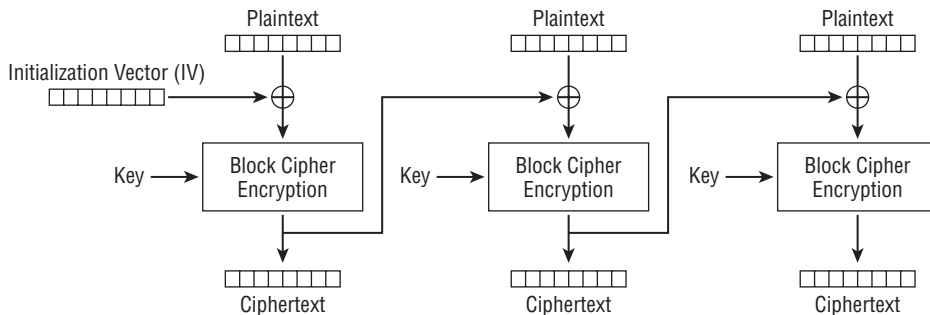 Plaintext
Plaintext
Plaintext
Initialization Vector (IV)
Key
Block Cipher
Encryption
Key
Block Cipher
Encryption
Key
Block Cipher
Encryption
Ciphertext
Ciphertext
Ciphertext